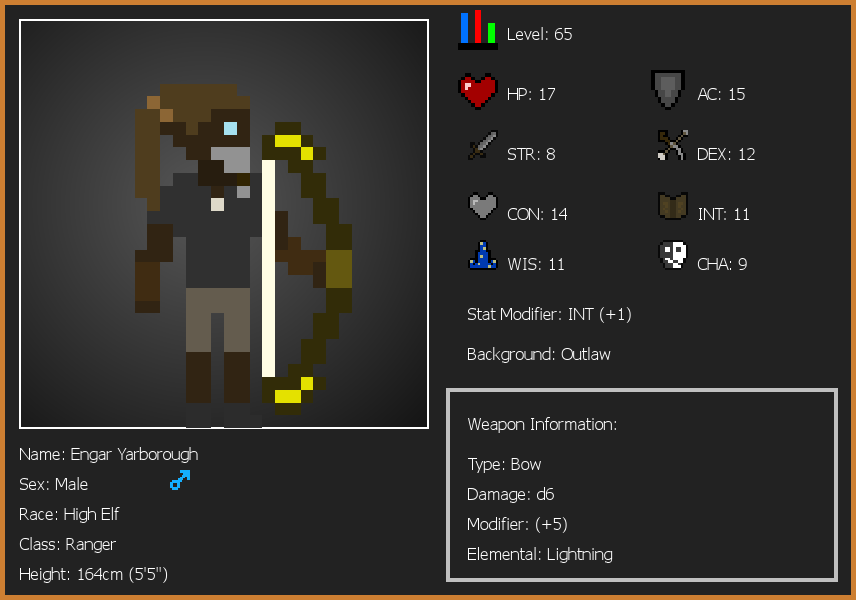 Level: 65
HP: 17
AC: 15
STR: 8
DEX: 12
CON: 14
INT: 11
WIS: 11
CHA: 9
Stat Modifier: INT (+1)
Background: Outlaw
Weapon Information:
Type: Bow
Damage: d6
Modifier: (+5)
Elemental: Lightning
Name: Engar Yarborough
Sex: Male
Race: High Elf
Class: Ranger
Height: 164cm (5'5")